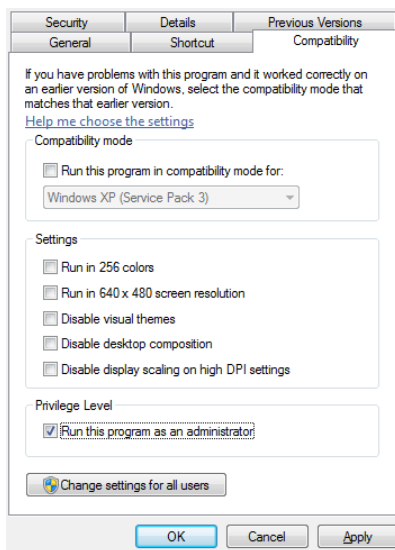 Security Details Previous Versions
General Shortcut Compatibility
If you have problems with this program and it worked correctly on
an earlier version of Windows, select the compatibility mode that
matches that earlier version.
Help me choose the settings
Compatibility mode
Run this program in compatibility mode for:
Windows XP (Service Pack 3)
Settings
Run in 256 colors
Run in 640 x 480 screen resolution
Disable visual themes
Disable desktop composition
Disable display scaling on high DPI settings
Privilege Level
Run this program as an administrator
Change settings for all users
OK Cancel Apply